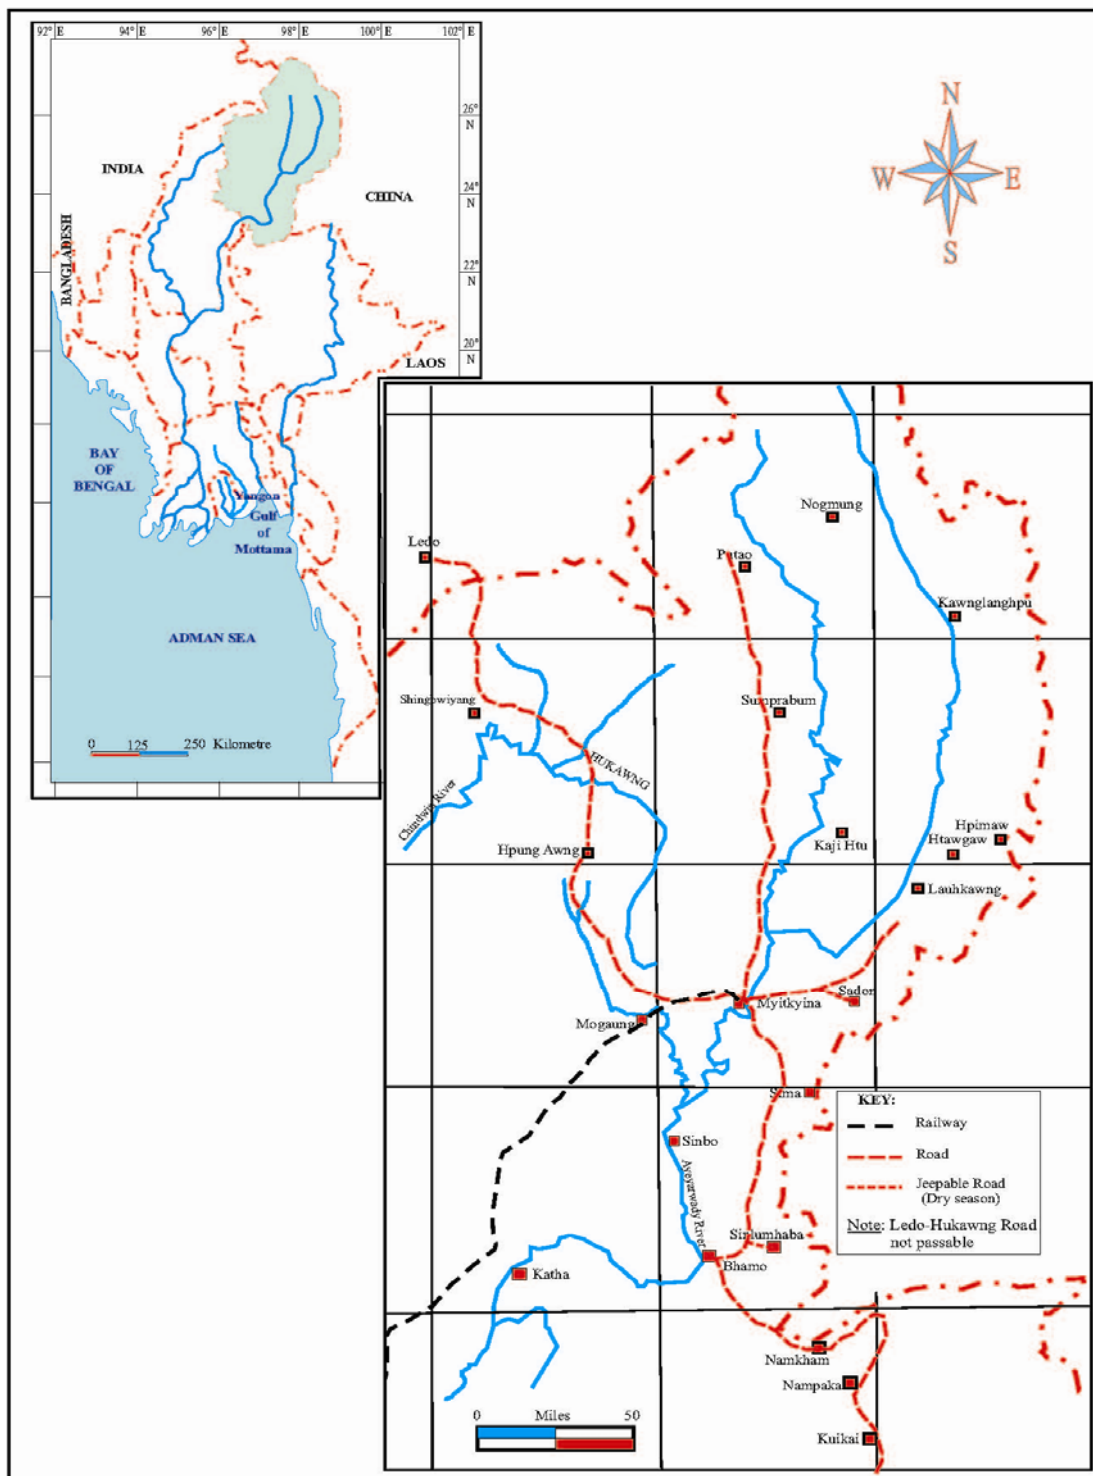 92° E
94° E
96° E
98° E
100° E
102° E
26°
N
24°
N
22°
N
20°
N
INDIA
CHINA
BANGLADESH
LAOS
BAY
OF
BENGAL
Yangon
Gulf
of
Mottama
ADMAN SEA
0 125 250 Kilometre
N
W E
S
Nogmung
Ledo
Putao
Kawnglanghpu
Shingbwiyang
Sumprabum
HUKAWNG
Chindwin River
Hpung Awng
Kaji Htu
Hpimaw
Htawgaw
Lauhkawng
Sadon
Myitkyina
Mogaung
Sima
Sinbo
Ayeyarwady River
Sinlumhaba
Bhamo
Katha
Namkham
Nampaka
Kuikai
0 Miles 50
KEY:
Railway
Road
Jeepable Road
(Dry season)
Note: Ledo-Hukawng Road
not passable